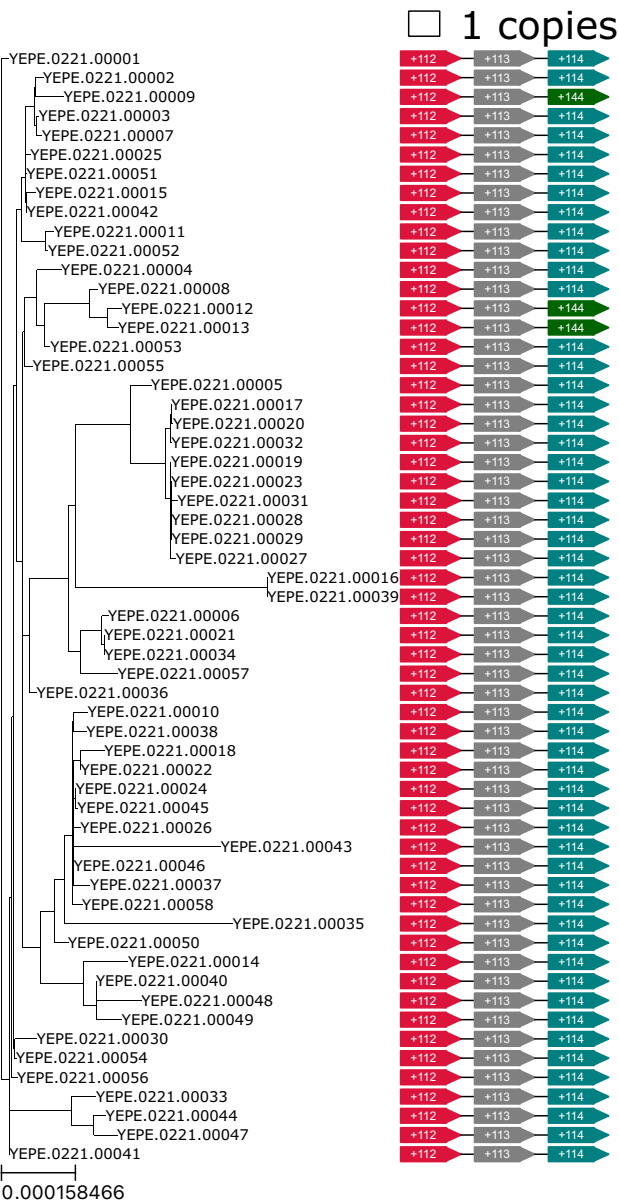 1 copies
YEPE.0221.00001 +112 +113 +114
YEPE.0221.00002 +112 +113 +114
YEPE.0221.00009 +112 +113 +144
YEPE.0221.00003 +112 +113 +114
YEPE.0221.00007 +112 +113 +114
YEPE.0221.00025 +112 +113 +114
YEPE.0221.00051 +112 +113 +114
YEPE.0221.00015 +112 +113 +114
YEPE.0221.00042 +112 +113 +114
YEPE.0221.00011 +112 +113 +114
YEPE.0221.00052 +112 +113 +114
YEPE.0221.00004 +112 +113 +114
YEPE.0221.00008 +112 +113 +114
YEPE.0221.00012 +112 +113 +144
YEPE.0221.00013 +112 +113 +144
YEPE.0221.00053 +112 +113 +114
YEPE.0221.00055 +112 +113 +114
YEPE.0221.00005 +112 +113 +114
YEPE.0221.00017 +112 +113 +114
YEPE.0221.00020 +112 +113 +114
YEPE.0221.00032 +112 +113 +114
YEPE.0221.00019 +112 +113 +114
YEPE.0221.00023 +112 +113 +114
YEPE.0221.00031 +112 +113 +114
YEPE.0221.00028 +112 +113 +114
YEPE.0221.00029 +112 +113 +114
YEPE.0221.00027 +112 +113 +114
YEPE.0221.00016 +112 +113 +114
YEPE.0221.00039 +112 +113 +114
YEPE.0221.00006 +112 +113 +114
YEPE.0221.00021 +112 +113 +114
YEPE.0221.00034 +112 +113 +114
YEPE.0221.00057 +112 +113 +114
YEPE.0221.00036 +112 +113 +114
YEPE.0221.00010 +112 +113 +114
YEPE.0221.00038 +112 +113 +114
YEPE.0221.00018 +112 +113 +114
YEPE.0221.00022 +112 +113 +114
YEPE.0221.00024 +112 +113 +114
YEPE.0221.00045 +112 +113 +114
YEPE.0221.00026 +112 +113 +114
YEPE.0221.00043 +112 +113 +114
YEPE.0221.00046 +112 +113 +114
YEPE.0221.00037 +112 +113 +114
YEPE.0221.00058 +112 +113 +114
YEPE.0221.00035 +112 +113 +114
YEPE.0221.00050 +112 +113 +114
YEPE.0221.00014 +112 +113 +114
YEPE.0221.00040 +112 +113 +114
YEPE.0221.00048 +112 +113 +114
YEPE.0221.00049 +112 +113 +114
YEPE.0221.00030 +112 +113 +114
YEPE.0221.00054 +112 +113 +114
YEPE.0221.00056 +112 +113 +114
YEPE.0221.00033 +112 +113 +114
YEPE.0221.00044 +112 +113 +114
YEPE.0221.00047 +112 +113 +114
YEPE.0221.00041 +112 +113 +114
0.000158466